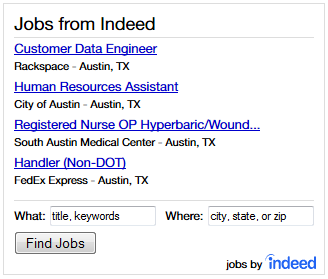 Jobs from Indeed
Customer Data Engineer
Rackspace - Austin, TX
Human Resources Assistant
City of Austin - Austin, TX
Registered Nurse OP Hyperbaric/Wound...
South Austin Medical Center - Austin, TX
Handler (Non-DOT)
FedEx Express - Austin, TX
What: title, keywords Where: city, state, or zip
Find Jobs
jobs by indeed